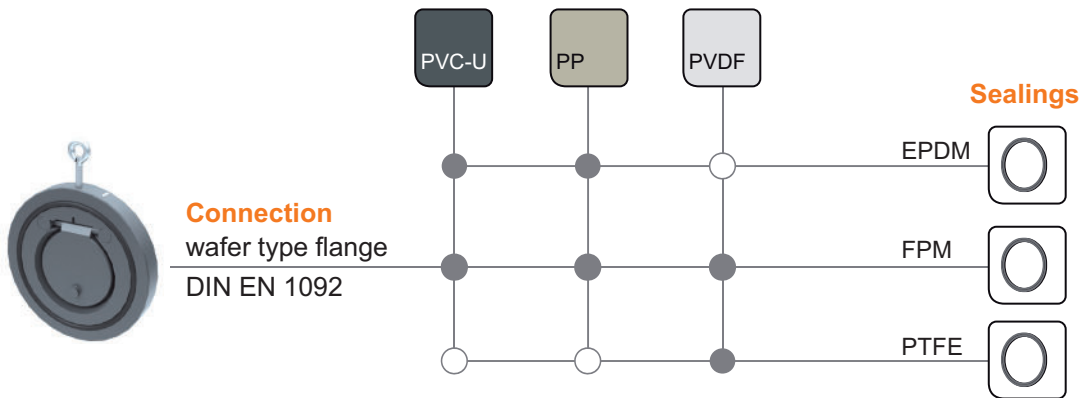 PVC-U
PP
PVDF
Sealings
EPDM
Connection
wafer type flange
FPM
DIN EN 1092
PTFE